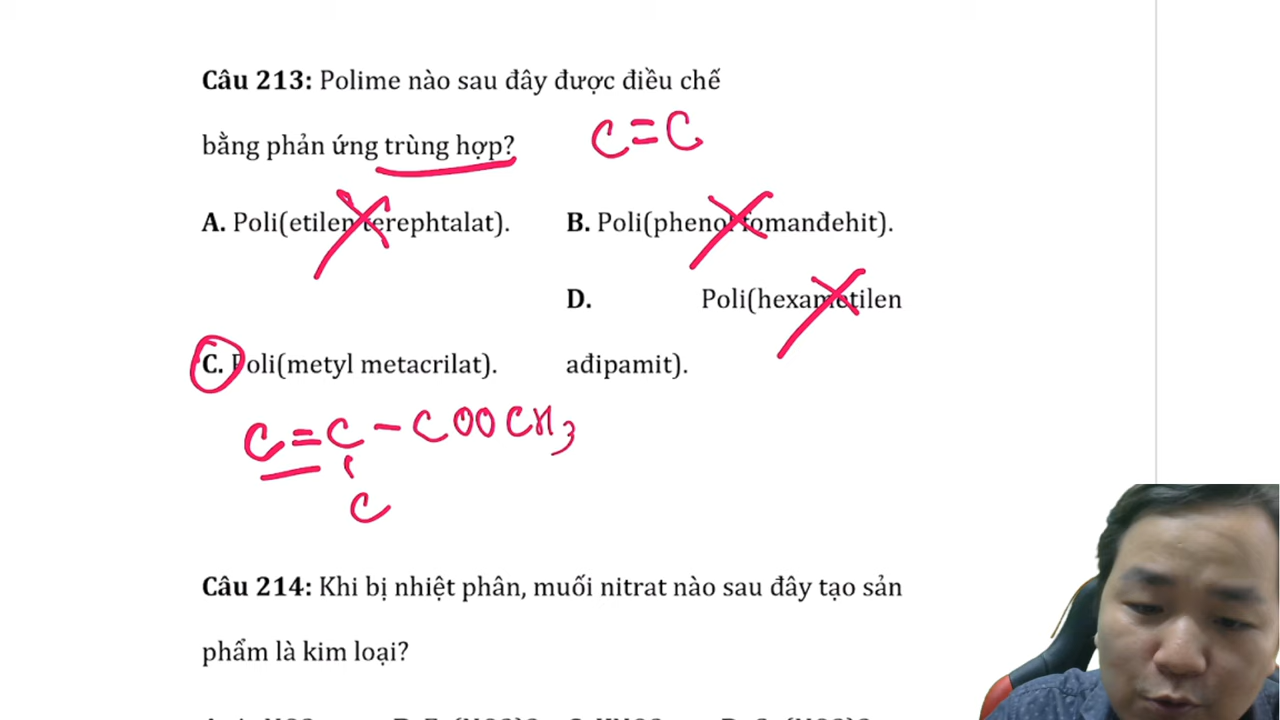 Câu 213: Polime nào sau đây được điều chế
bằng phản ứng trùng hợp?
C=C
A. Poli(etilen terephtalat). B. Poli(phenol fomanđehit).
D. Poli(hexametilen
C. Poli(metyl metacrilat). ađipamit).
C=C-COOCH3
C
Câu 214: Khi bị nhiệt phân, muối nitrat nào sau đây tạo sản
phẩm là kim loại?